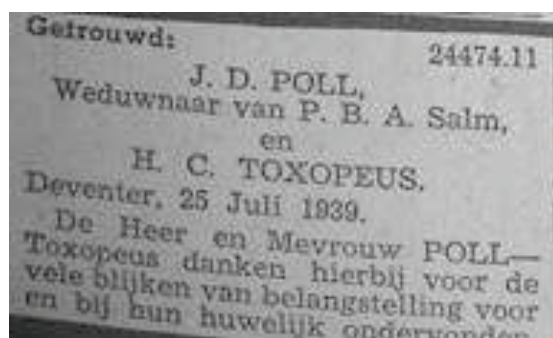 Getrouwd:
24474.11
J. D. POLL,
Weduwnaar van P. B. A. Salm,
en
H. C. TOXOPEUS.
Deventer, 25 Juli 1939.
De Heer en Mevrouw POLL—
Toxopeus danken hierbij voor de
vele blijken van belangstelling voor
en bij hun huwelijk ondervonden.